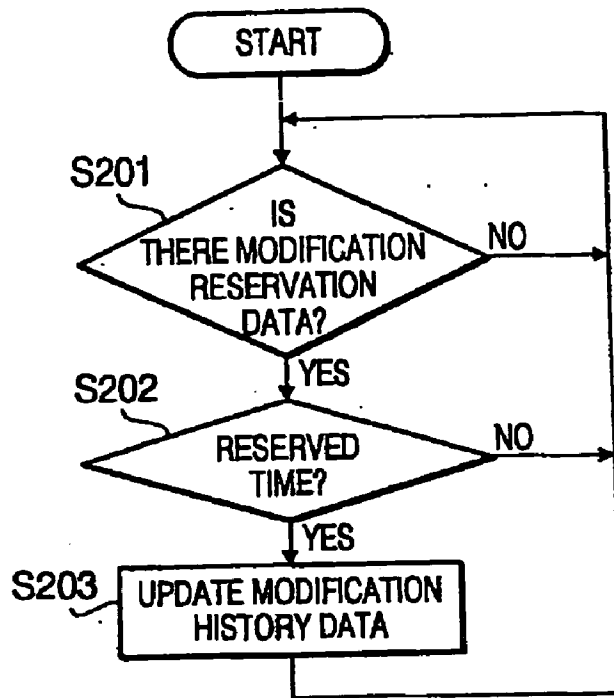 START
S201
IS
THERE MODIFICATION
RESERVATION
DATA?
NO
YES
S202
RESERVED
TIME?
NO
YES
S203
UPDATE MODIFICATION
HISTORY DATA